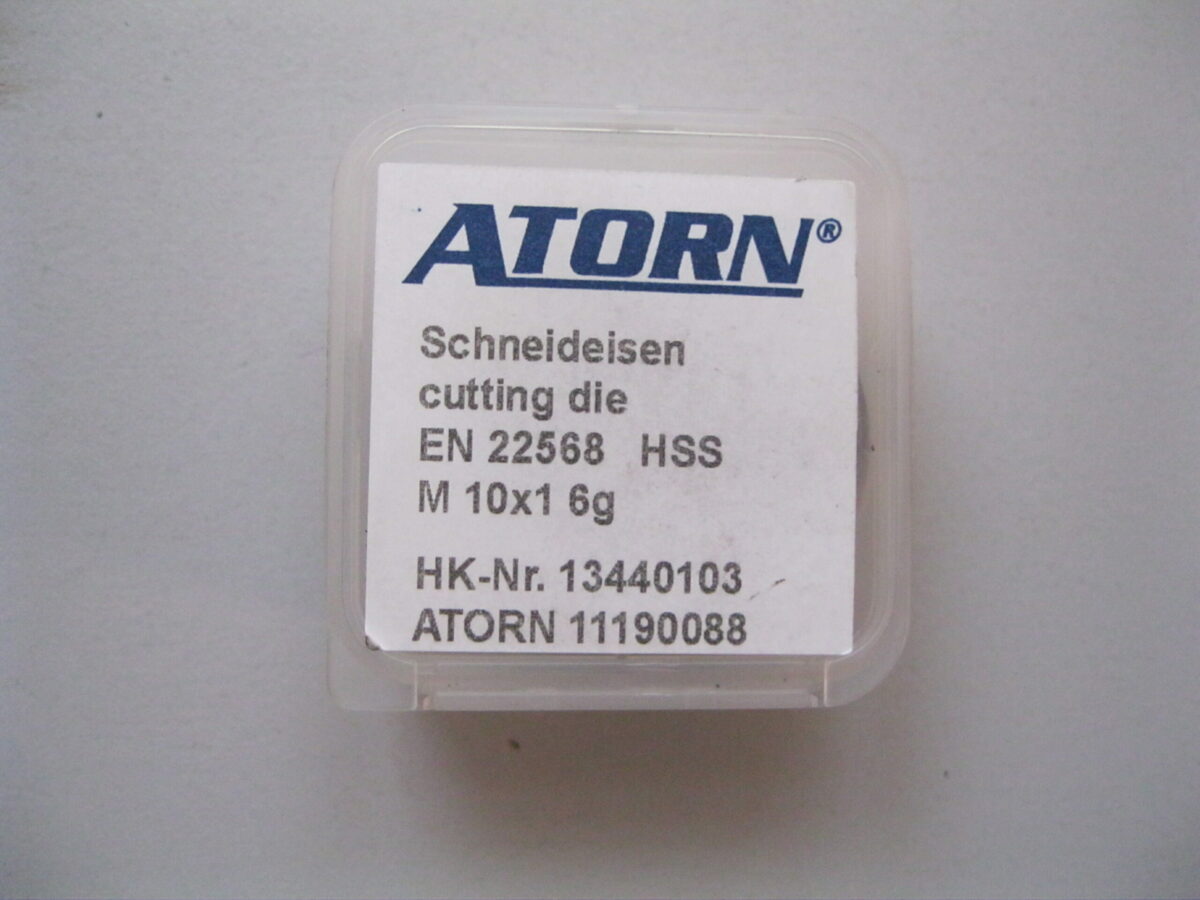 ATORN®
Schneideisen
cutting die
EN 22568 HSS
M 10x1 6g
HK-Nr. 13440103
ATORN 11190088